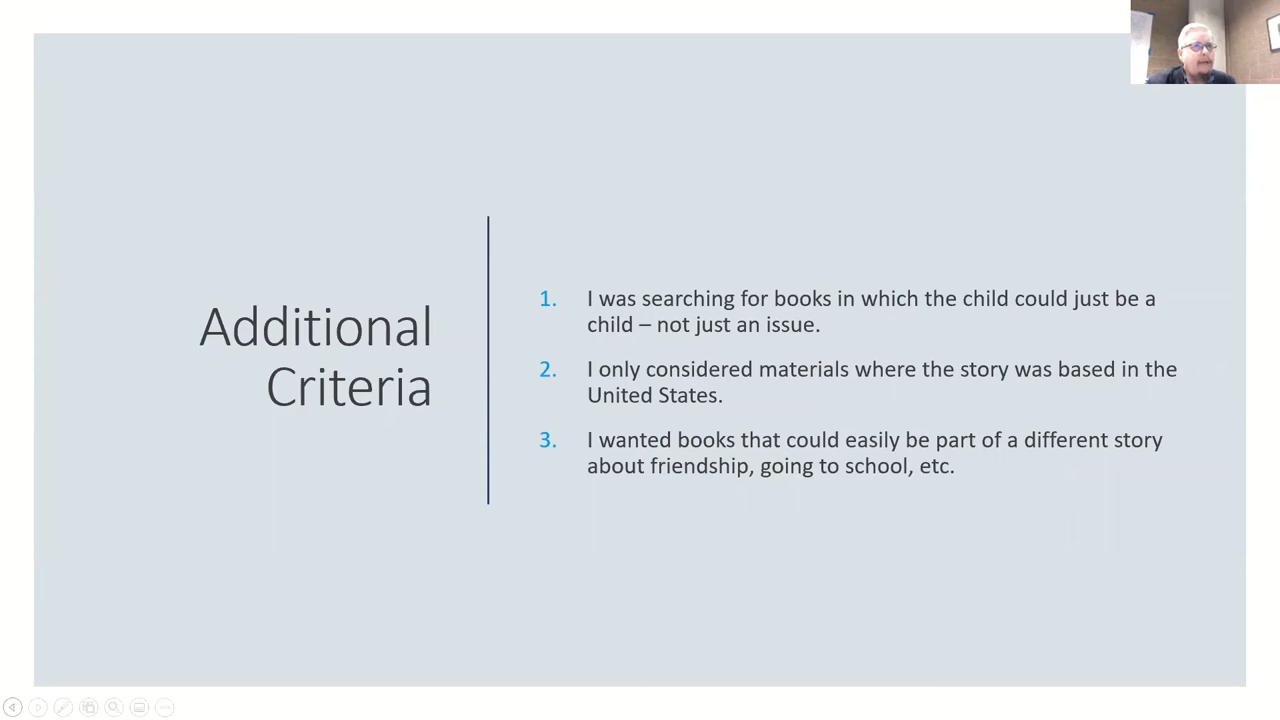 Additional
Criteria
1. I was searching for books in which the child could just be a
child – not just an issue.
2. I only considered materials where the story was based in the
United States.
3. I wanted books that could easily be part of a different story
about friendship, going to school, etc.